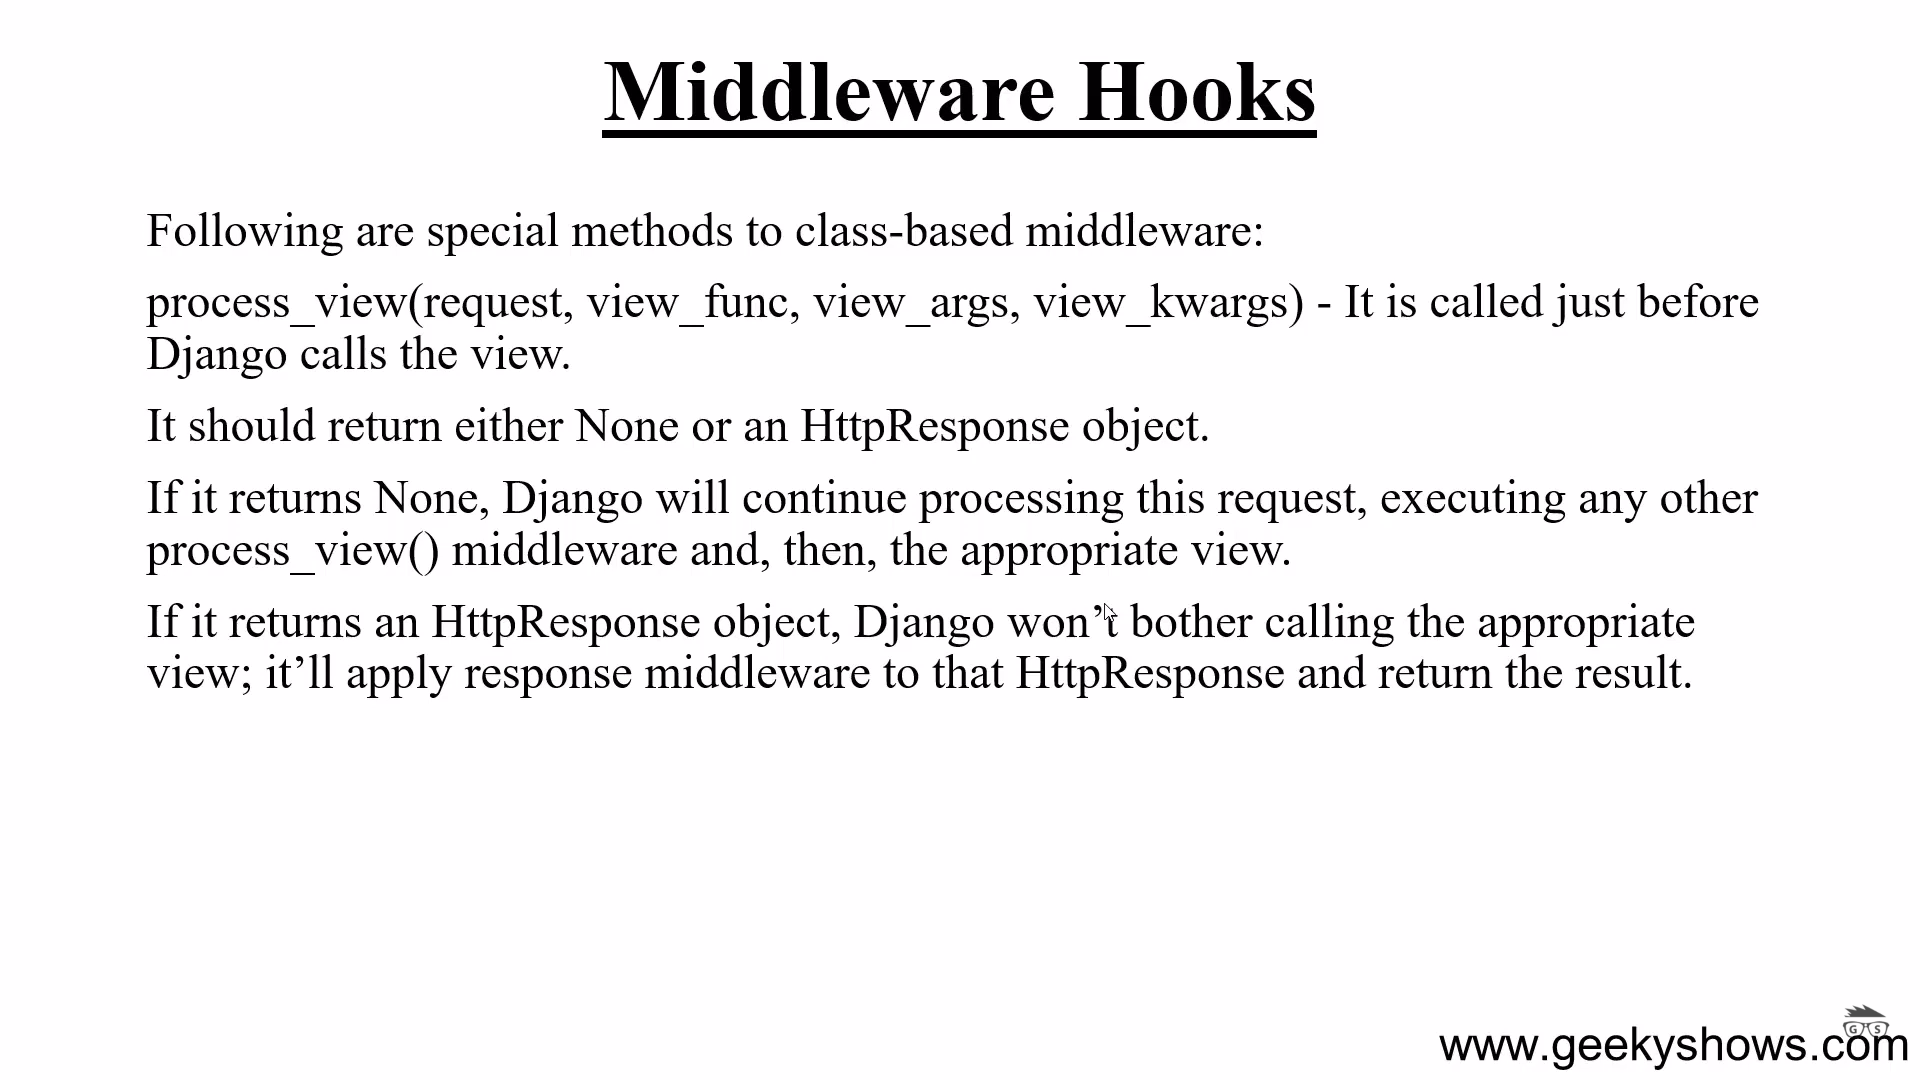 Middleware Hooks
Following are special methods to class-based middleware:
process_view(request, view_func, view_args, view_kwargs) - It is called just before
Django calls the view.
It should return either None or an HttpResponse object.
If it returns None, Django will continue processing this request, executing any other
process_view() middleware and, then, the appropriate view.
If it returns an HttpResponse object, Django won’t bother calling the appropriate
view; it’ll apply response middleware to that HttpResponse and return the result.
G S
www.geekyshows.com